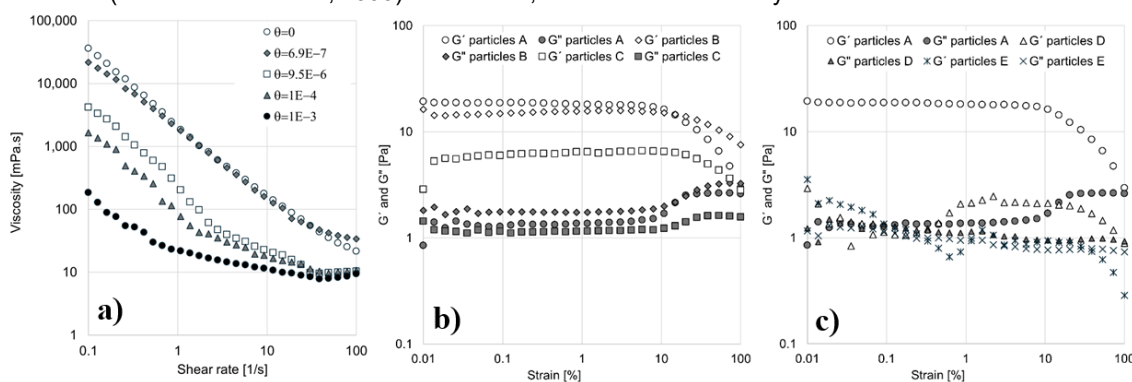 100,000
10,000
1,000
100
10
1
Viscosity [mPa.s]
0.1 1 10 100
Shear rate [1/s]
θ=0
θ=6.9E-7
θ=9.5E-6
θ=1E-4
θ=1E-3
a)
100
10
1
0.1
G´ and G" [Pa]
0.01 0.1 1 10 100
Strain [%]
G´ particles A G" particles A G´ particles B
G" particles B G´ particles C G" particles C
b)
100
10
1
0.1
G´ and G" [Pa]
0.01 0.1 1 10 100
Strain [%]
G´ particles A G" particles A G´ particles D
G" particles D G´ particles E G" particles E
c)